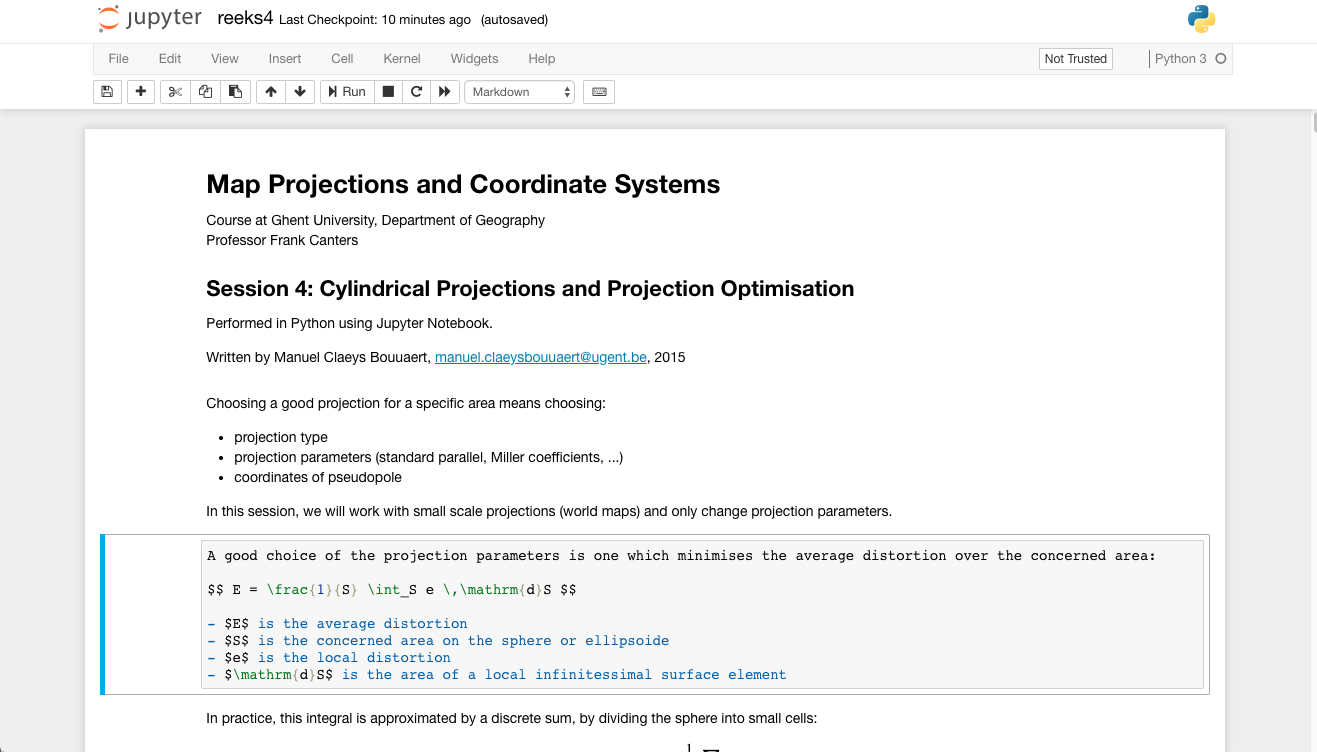 jupyter reeks4 Last Checkpoint: 10 minutes ago (autosaved)
File Edit View Insert Cell Kernel Widgets Help Not Trusted Python 3
Run Markdown
Map Projections and Coordinate Systems
Course at Ghent University, Department of Geography
Professor Frank Canters
Session 4: Cylindrical Projections and Projection Optimisation
Performed in Python using Jupyter Notebook.
Written by Manuel Claeys Bouuaert, manuel.claeysbouuaert@ugent.be, 2015
Choosing a good projection for a specific area means choosing:
• projection type
• projection parameters (standard parallel, Miller coefficients, ...)
• coordinates of pseudopole
In this session, we will work with small scale projections (world maps) and only change projection parameters.
A good choice of the projection parameters is one which minimises the average distortion over the concerned area:
$$ E = \frac{1}{S} \int_S e \,\mathrm{d}S $$
- $E$ is the average distortion
- $S$ is the concerned area on the sphere or ellipsoide
- $e$ is the local distortion
- $\mathrm{d}S$ is the area of a local infinitessimal surface element
In practice, this integral is approximated by a discrete sum, by dividing the sphere into small cells: